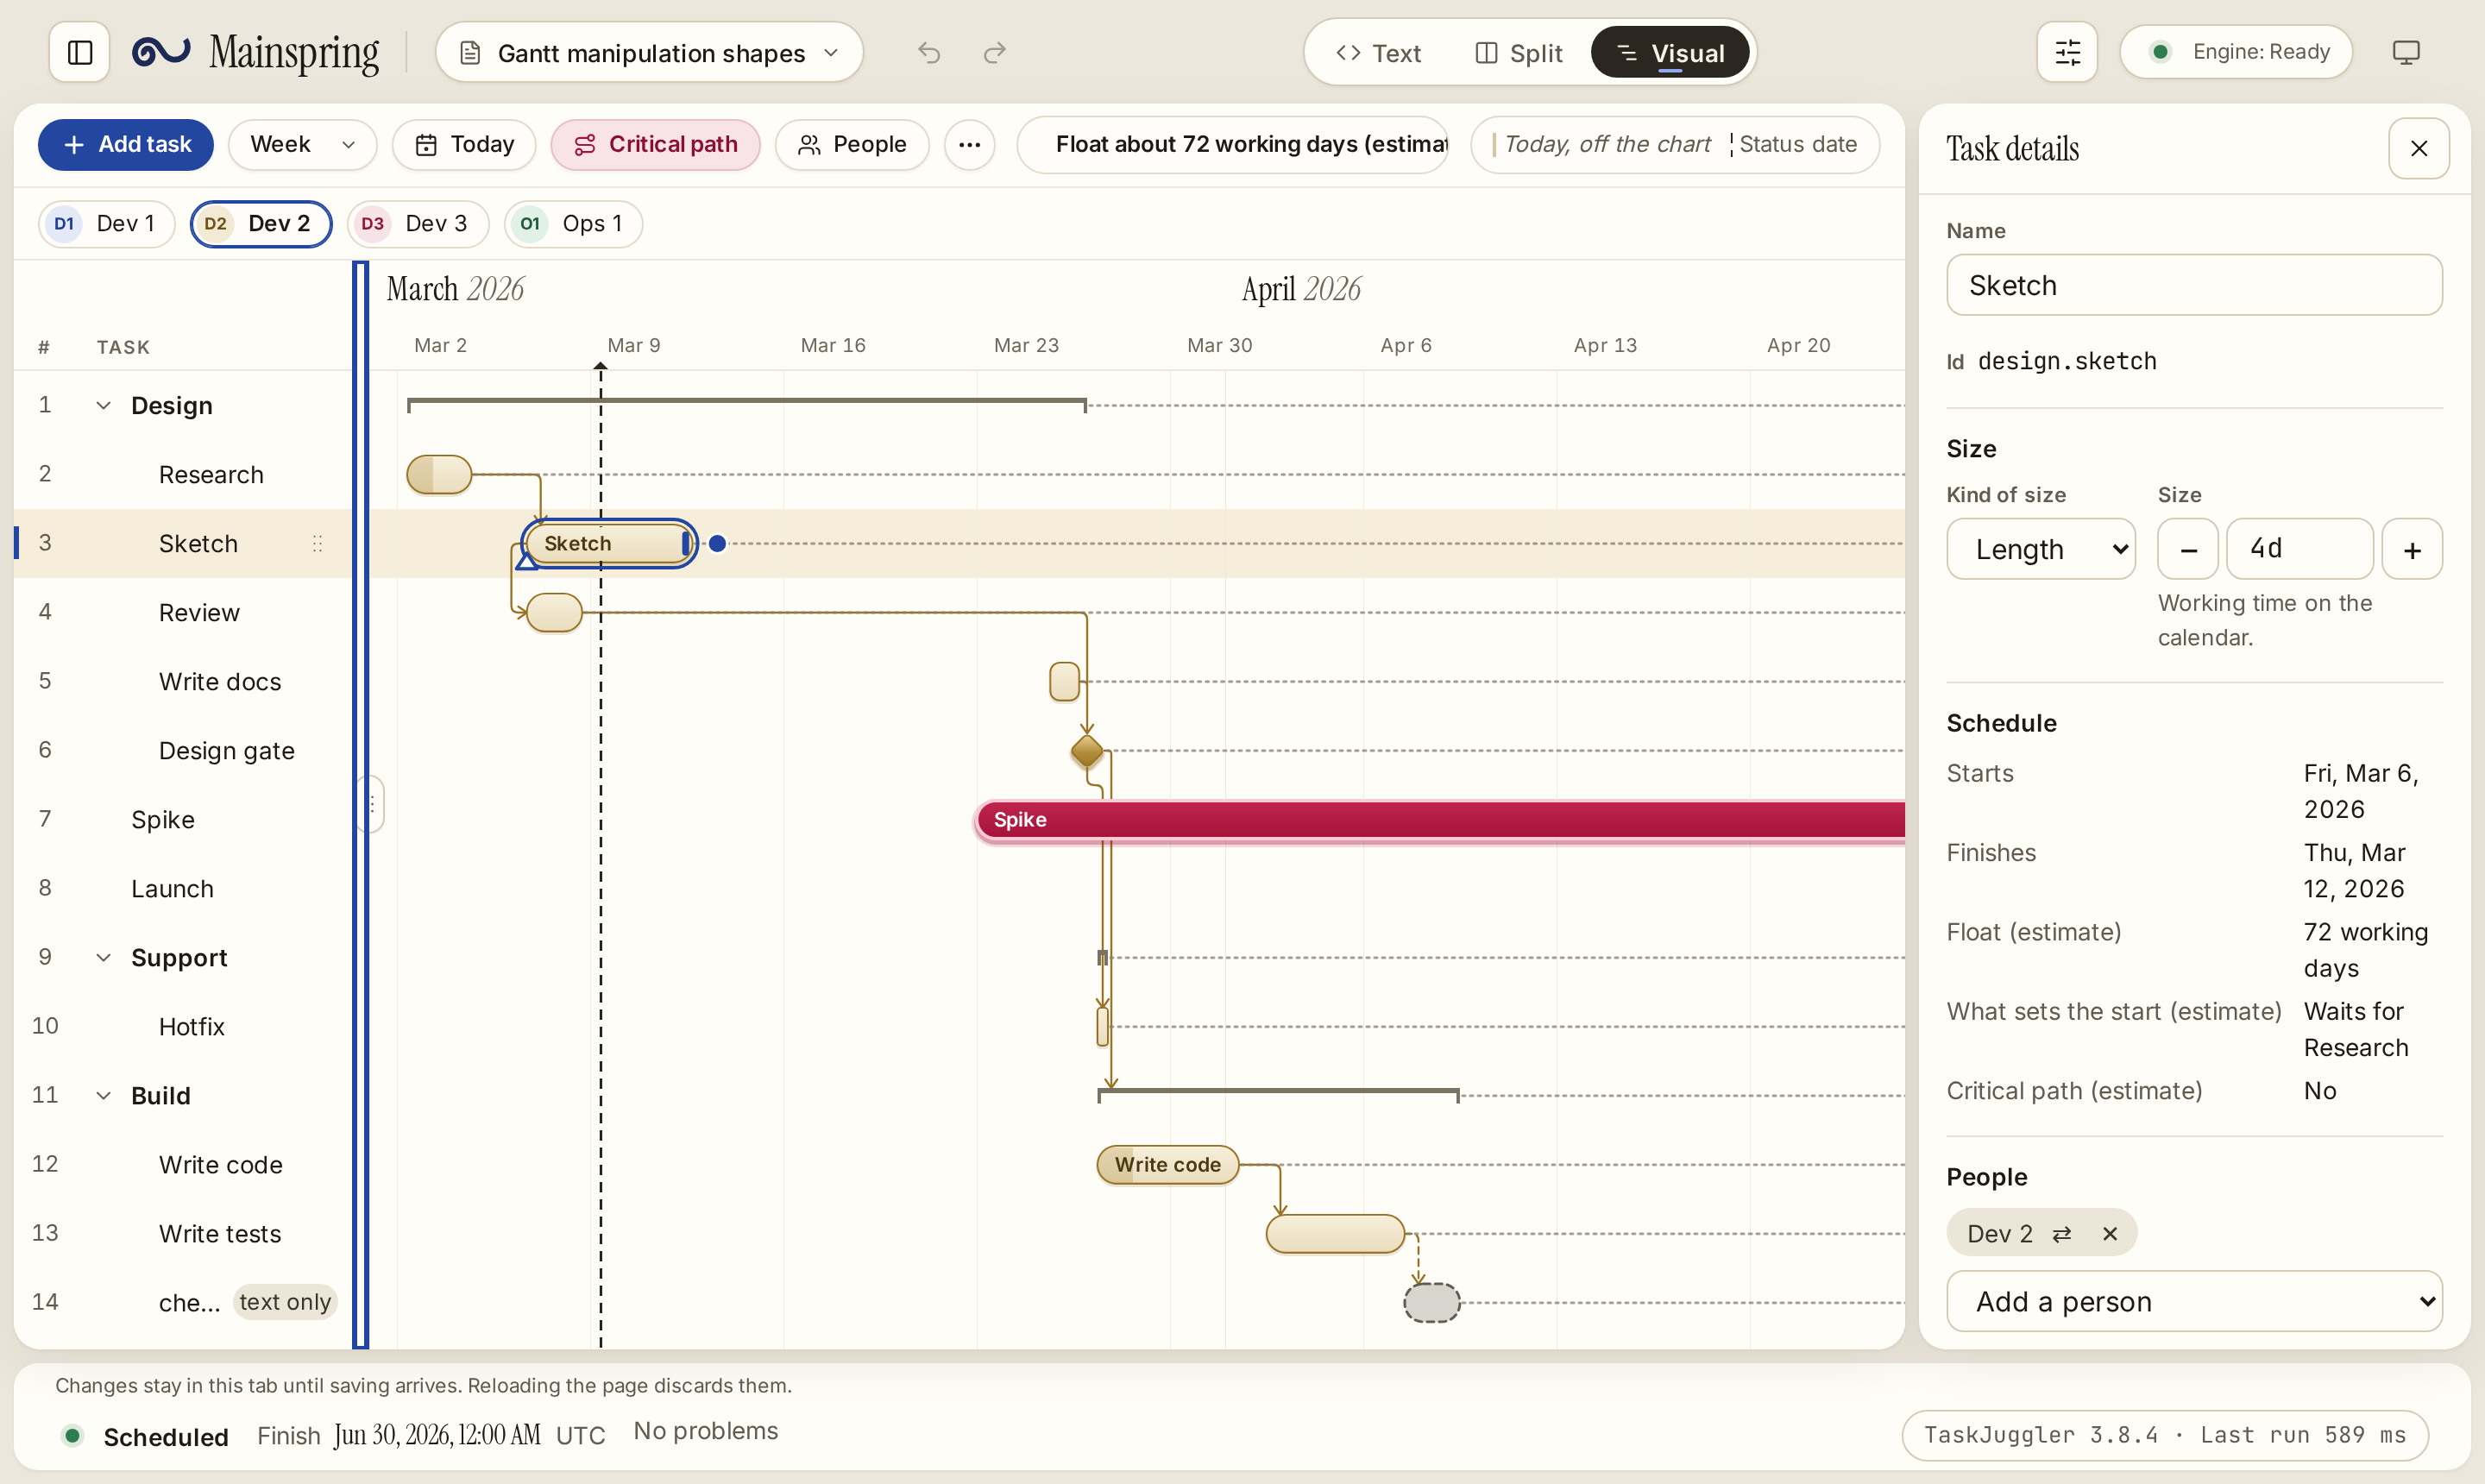 Mainspring
Gantt manipulation shapes
Text
Split
Visual
Engine: Ready
Add task
Week
Today
Critical path
People
Float about 72 working days (estimat
Today, off the chart
Status date
D1 Dev 1
D2 Dev 2
D3 Dev 3
O1 Ops 1
March 2026
April 2026
# TASK
Mar 2
Mar 9
Mar 16
Mar 23
Mar 30
Apr 6
Apr 13
Apr 20
1 Design
2 Research
3 Sketch
Sketch
4 Review
5 Write docs
6 Design gate
7 Spike
Spike
8 Launch
9 Support
10 Hotfix
11 Build
12 Write code
Write code
13 Write tests
14 che... text only
Task details
Name
Sketch
Id design.sketch
Size
Kind of size
Size
Length
4d
Working time on the
calendar.
Schedule
Starts
Fri, Mar 6,
2026
Finishes
Thu, Mar
12, 2026
Float (estimate)
72 working
days
What sets the start (estimate)
Waits for
Research
Critical path (estimate)
No
People
Dev 2
Add a person
Changes stay in this tab until saving arrives. Reloading the page discards them.
Scheduled
Finish Jun 30, 2026, 12:00 AM UTC
No problems
TaskJuggler 3.8.4 · Last run 589 ms